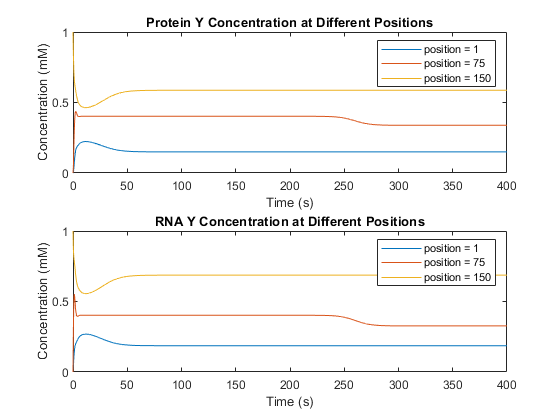 Protein Y Concentration at Different Positions
Concentration (mM)
1
0.5
0
position = 1
position = 75
position = 150
0 50 100 150 200 250 300 350 400
Time (s)
RNA Y Concentration at Different Positions
Concentration (mM)
1
0.5
0
position = 1
position = 75
position = 150
0 50 100 150 200 250 300 350 400
Time (s)